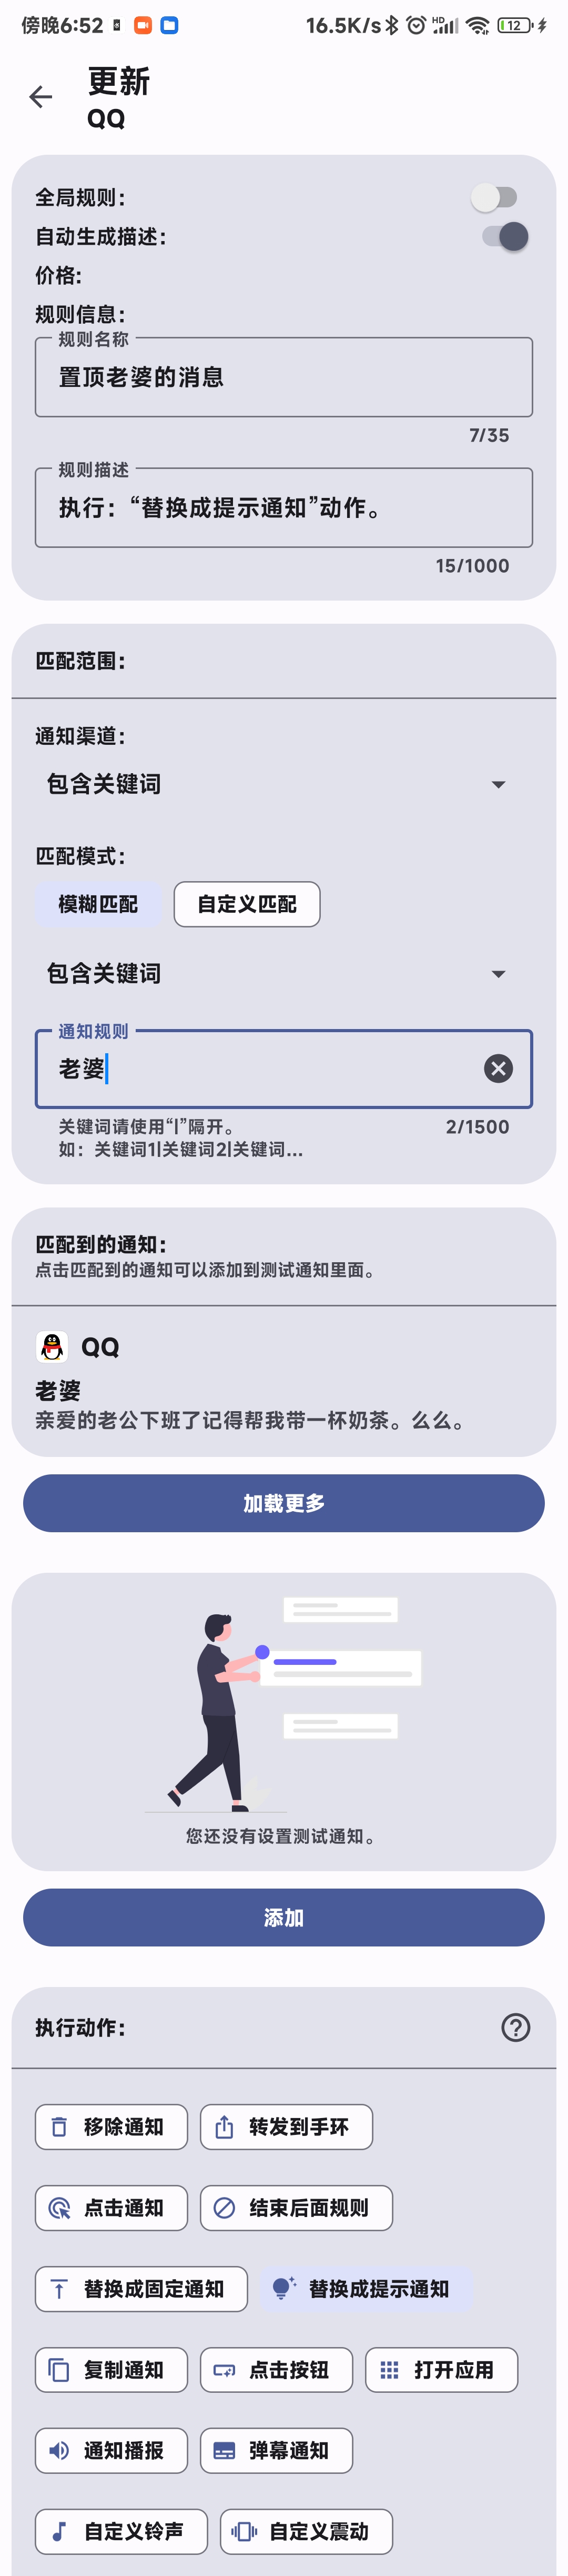 傍晚6:52 16.5K/s HD 12
更新
QQ
全局规则：
自动生成描述：
价格:
规则信息：
规则名称
置顶老婆的消息
7/35
规则描述
执行：“替换成提示通知”动作。
15/1000
匹配范围：
通知渠道：
包含关键词
匹配模式：
模糊匹配 自定义匹配
包含关键词
通知规则
老婆
关键词请使用“|”隔开。 2/1500
如：关键词1|关键词2|关键词...
匹配到的通知：
点击匹配到的通知可以添加到测试通知里面。
QQ
老婆
亲爱的老公下班了记得帮我带一杯奶茶。么么。
加载更多
您还没有设置测试通知。
添加
执行动作：
移除通知 转发到手环
点击通知 结束后面规则
替换成固定通知 替换成提示通知
复制通知 点击按钮 打开应用
通知播报 弹幕通知
自定义铃声 自定义震动